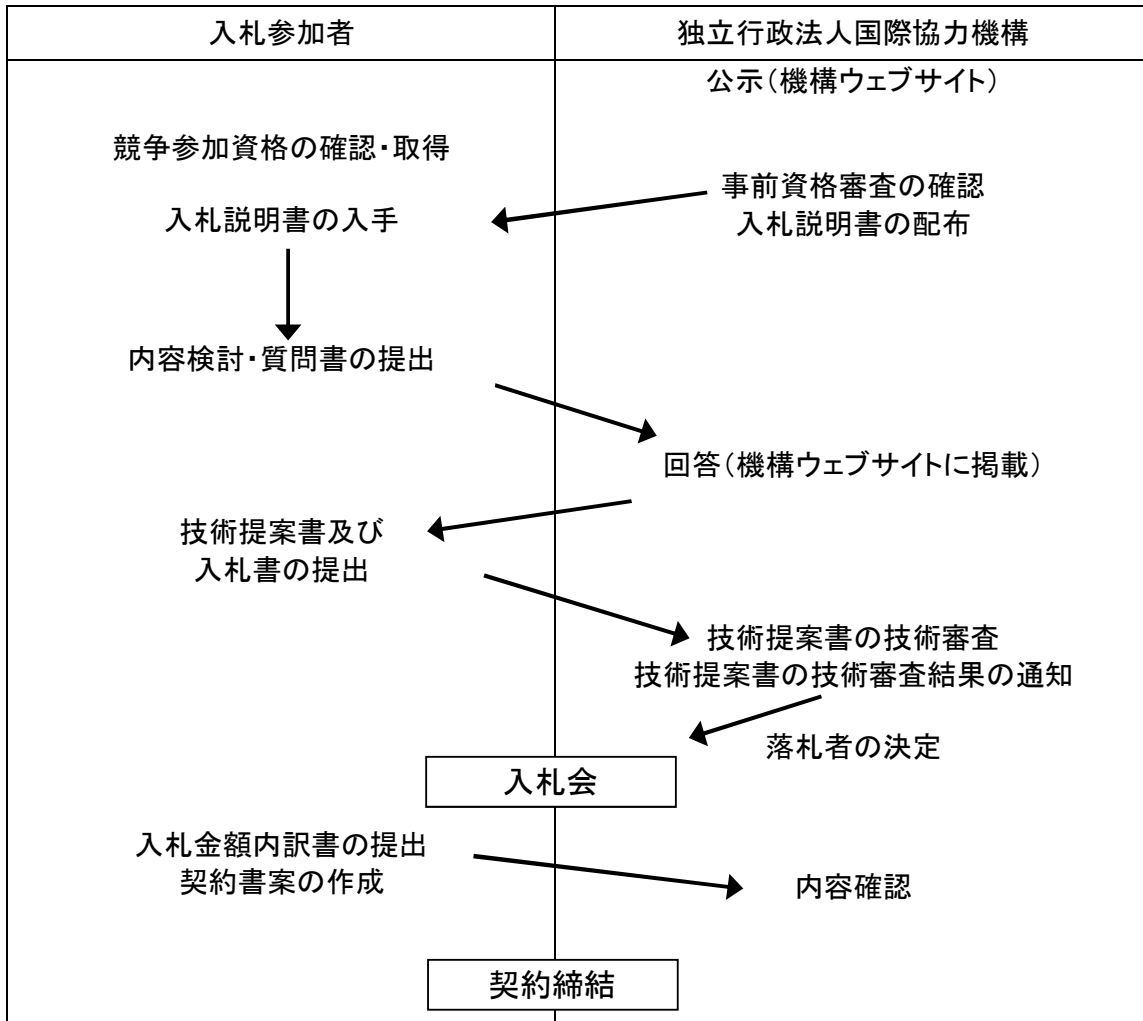 入札参加者
独立行政法人国際協力機構
公示（機構ウェブサイト）
競争参加資格の確認・取得
事前資格審査の確認
入札説明書の配布
入札説明書の入手
内容検討・質問書の提出
回答（機構ウェブサイトに掲載）
技術提案書及び
入札書の提出
技術提案書の技術審査
技術提案書の技術審査結果の通知
落札者の決定
入札会
入札金額内訳書の提出
契約書案の作成
内容確認
契約締結